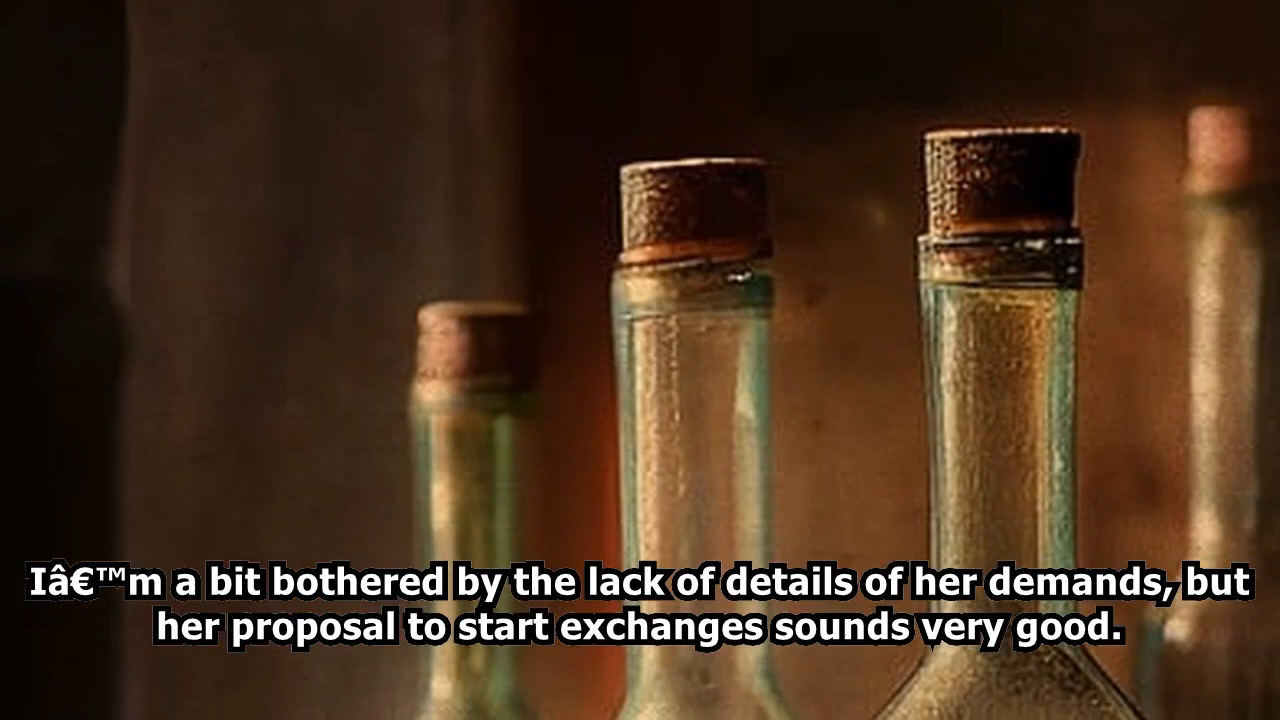 Iâ€™m a bit bothered by the lack of details of her demands, but
her proposal to start exchanges sounds very good.